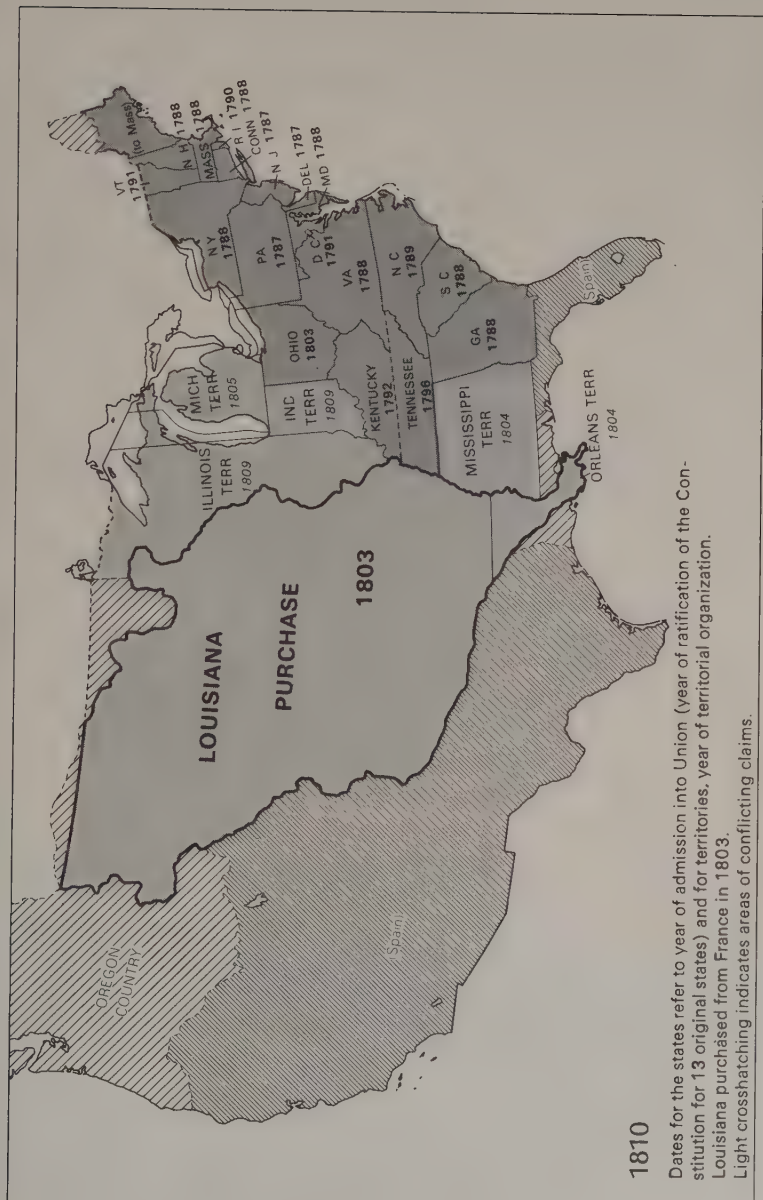 OREGON
COUNTRY
LOUISIANA
PURCHASE
1803
(Spain)
ILLINOIS
TERR
1809
MICH
TERR
1805
IND
TERR
1809
OHIO
1803
KENTUCKY
1792
TENNESSEE
1796
MISSISSIPPI
TERR
1804
ORLEANS TERR
1804
GA
1788
S C
1788
N C
1789
VA
1788
D C
1791
PA
1787
NY
1788
VT
1791
(to Mass)
N H 1788
MASS 1788
R I 1790
CONN 1788
N J 1787
DEL 1787
MD 1788
(Spain)
1810
Dates for the states refer to year of admission into Union (year of ratification of the Con-
stitution for 13 original states) and for territories, year of territorial organization.
Louisiana purchased from France in 1803.
Light crosshatching indicates areas of conflicting claims.